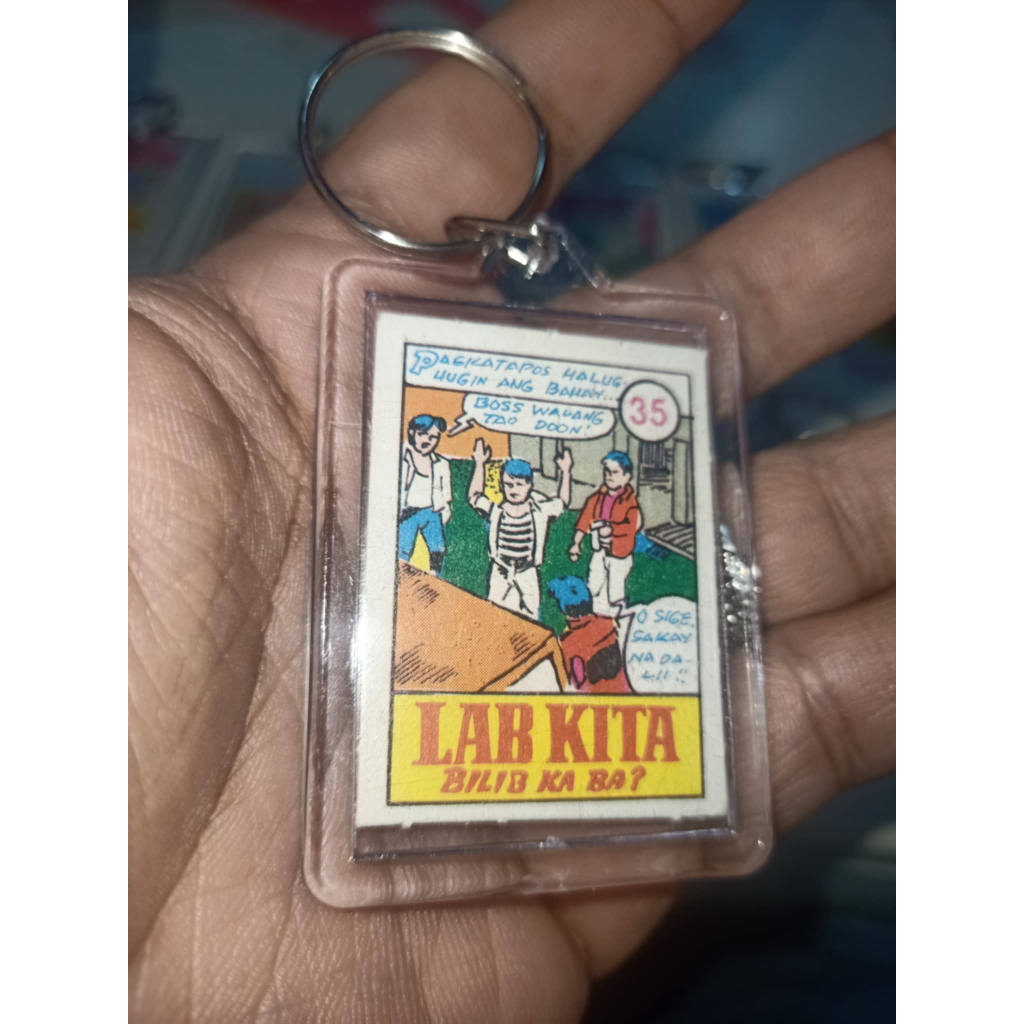 PAGKATAPOS HALUG-
HUGIN ANG BAHAY...
35
BOSS WALANG
TAO DOON!
O SIGE,
SAKAY
NA DA-
LII!!
LAB KITA
BILIB KA BA?